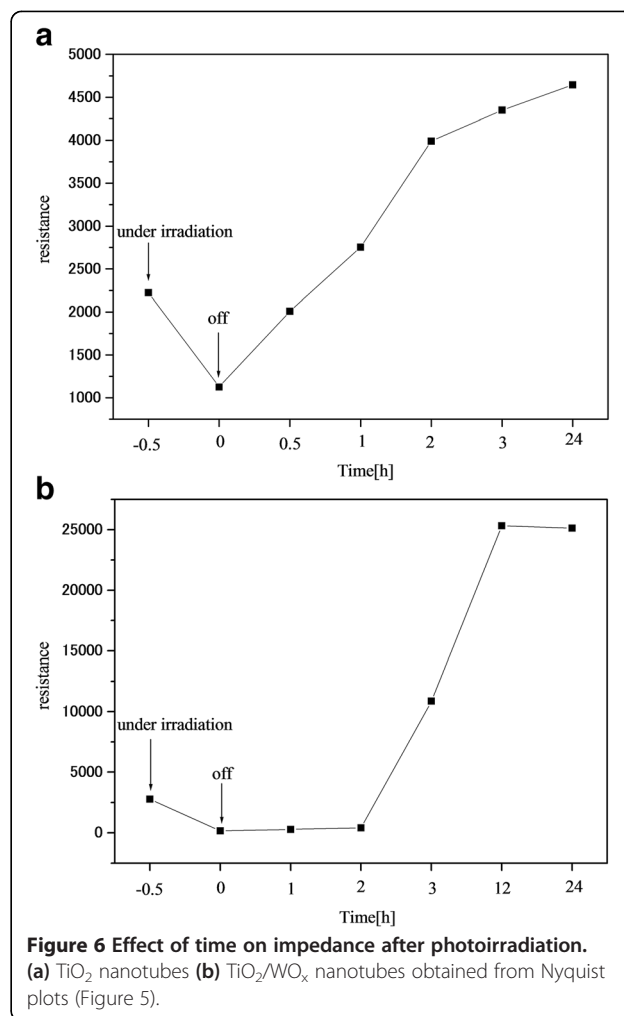 a
5000
4500
4000
3500
3000
2500
2000
1500
1000
resistance
under irradiation
off
-0.5 0 0.5 1 2 3 24
Time[h]
b
25000
20000
15000
10000
5000
0
resistance
under irradiation
off
-0.5 0 1 2 3 12 24
Time[h]
Figure 6 Effect of time on impedance after photoirradiation.
(a) TiO₂ nanotubes (b) TiO₂/WOₓ nanotubes obtained from Nyquist
plots (Figure 5).